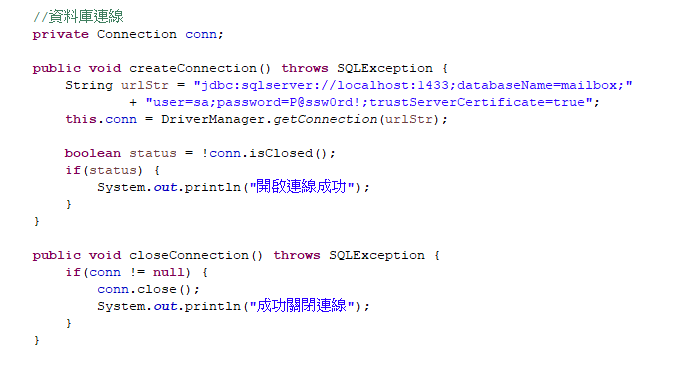 //資料庫連線
private Connection conn;
public void createConnection() throws SQLException {
String urlStr = "jdbc:sqlserver://localhost:1433;databaseName=mailbox;"
+ "user=sa;password=P@ssw0rd!;trustServerCertificate=true";
this.conn = DriverManager.getConnection(urlStr);
boolean status = !conn.isClosed();
if(status) {
System.out.println("開啟連線成功");
}
}
public void closeConnection() throws SQLException {
if(conn != null) {
conn.close();
System.out.println("成功關閉連線");
}
}